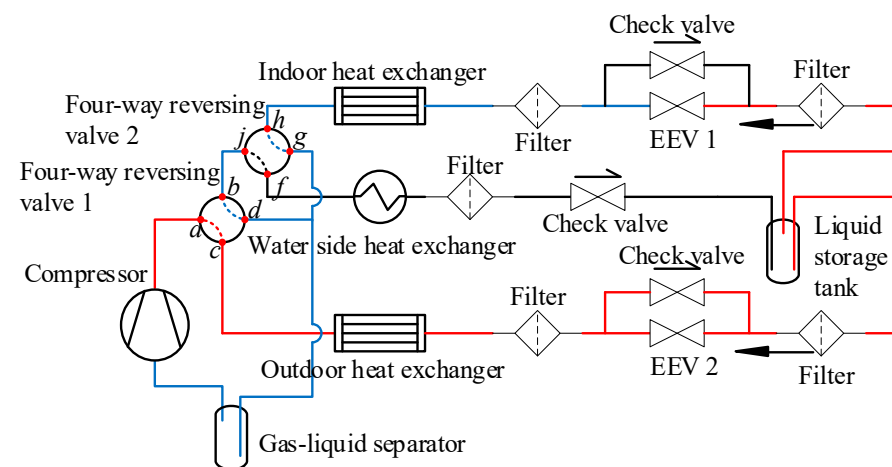 Check valve
Indoor heat exchanger
Filter
Four-way reversing
valve 2
h
j
g
Filter
EEV 1
Four-way reversing
valve 1
b
f
Filter
a
d
c
Water side heat exchanger
Check valve
Liquid
storage
tank
Compressor
Check valve
Filter
Outdoor heat exchanger
EEV 2
Filter
Gas-liquid separator